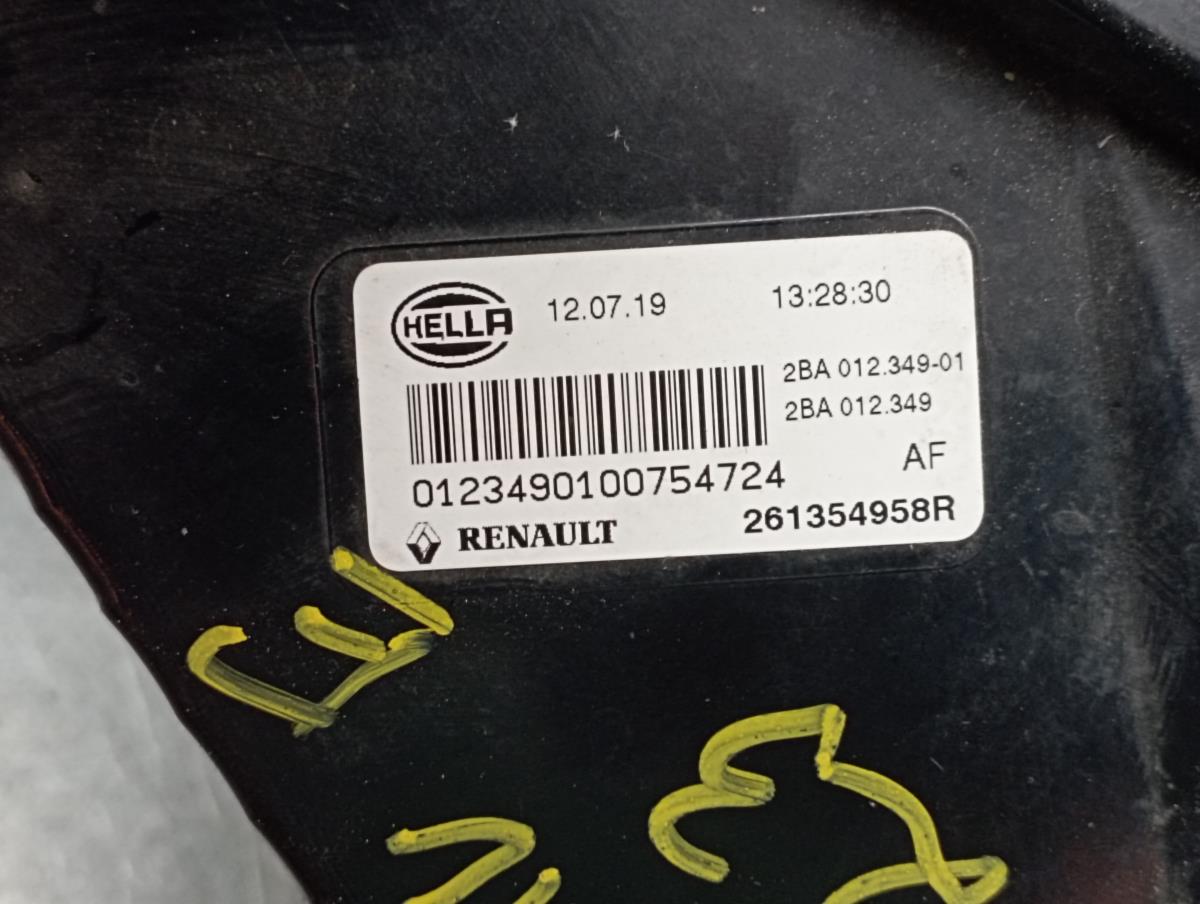 HELLA 12.07.19 13:28:30
2BA 012.349-01
2BA 012.349
0123490100754724 AF
RENAULT 261354958R